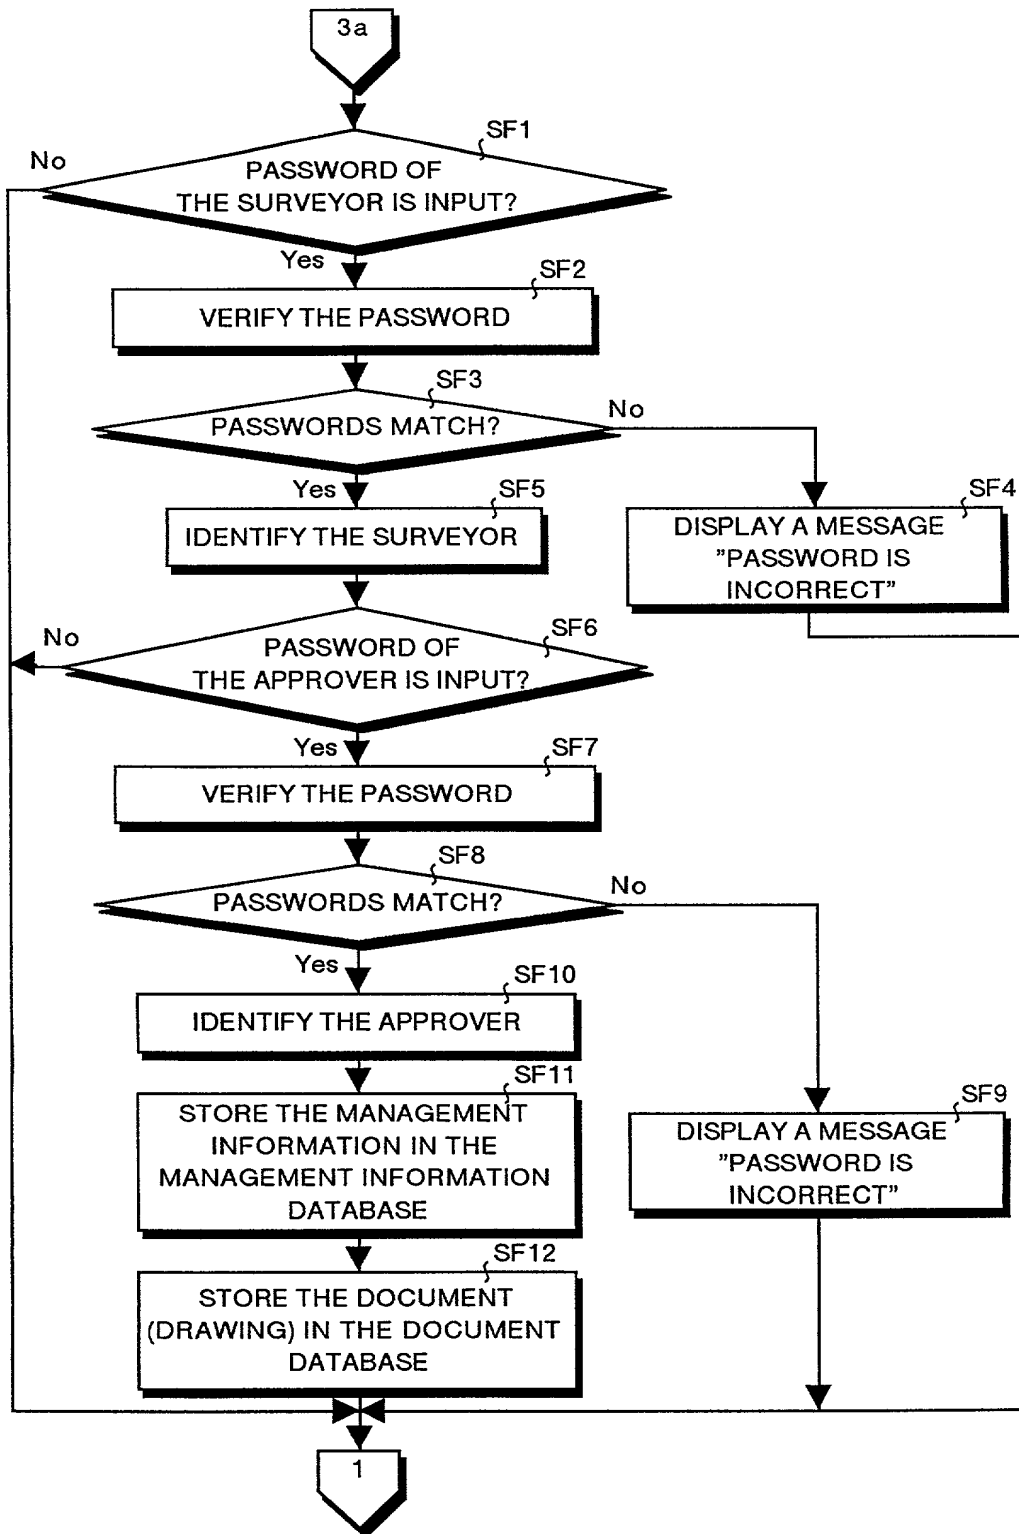 3a
SF1
No
PASSWORD OF
THE SURVEYOR IS INPUT?
Yes
SF2
VERIFY THE PASSWORD
SF3
PASSWORDS MATCH?
No
Yes
SF5
IDENTIFY THE SURVEYOR
SF4
DISPLAY A MESSAGE
"PASSWORD IS
INCORRECT"
SF6
No
PASSWORD OF
THE APPROVER IS INPUT?
Yes
SF7
VERIFY THE PASSWORD
SF8
PASSWORDS MATCH?
No
Yes
SF10
IDENTIFY THE APPROVER
SF11
STORE THE MANAGEMENT
INFORMATION IN THE
MANAGEMENT INFORMATION
DATABASE
SF9
DISPLAY A MESSAGE
"PASSWORD IS
INCORRECT"
SF12
STORE THE DOCUMENT
(DRAWING) IN THE DOCUMENT
DATABASE
1